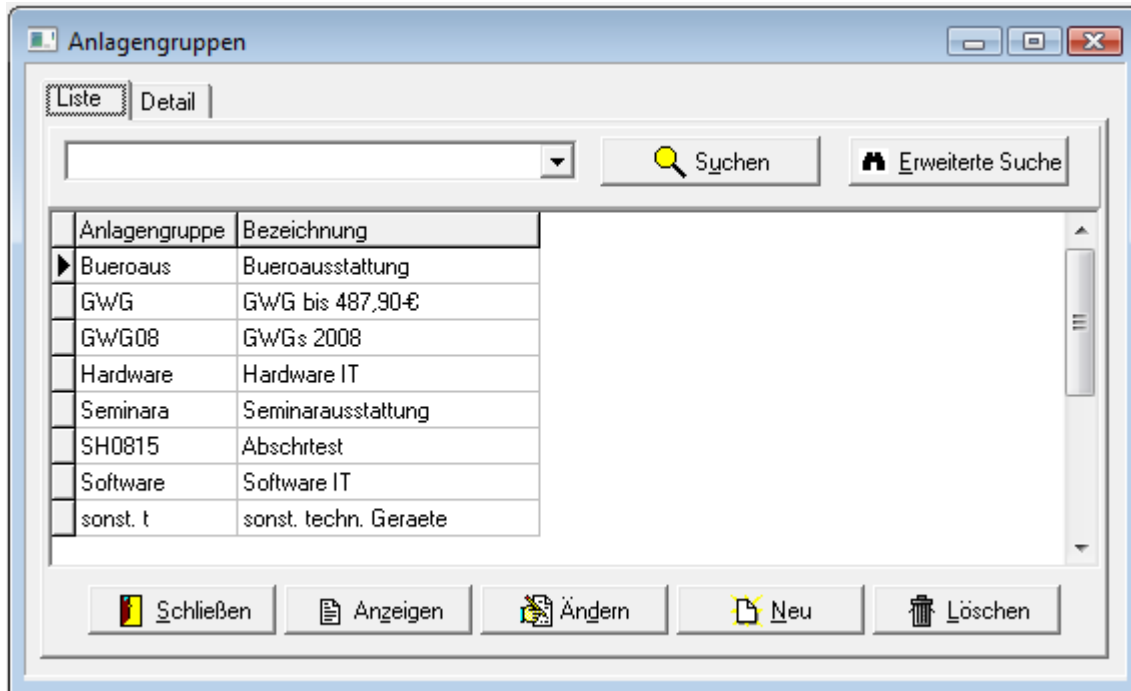 Anlagengruppen
Liste Detail
Suchen Erweiterte Suche
Anlagengruppe Bezeichnung
Bueroaus Bueroausstattung
GWG GWG bis 487,90€
GWG08 GWGs 2008
Hardware Hardware IT
Seminara Seminarausstattung
SH0815 Abschrtest
Software Software IT
sonst. t sonst. techn. Geraete
Schließen Anzeigen Ändern Neu Löschen